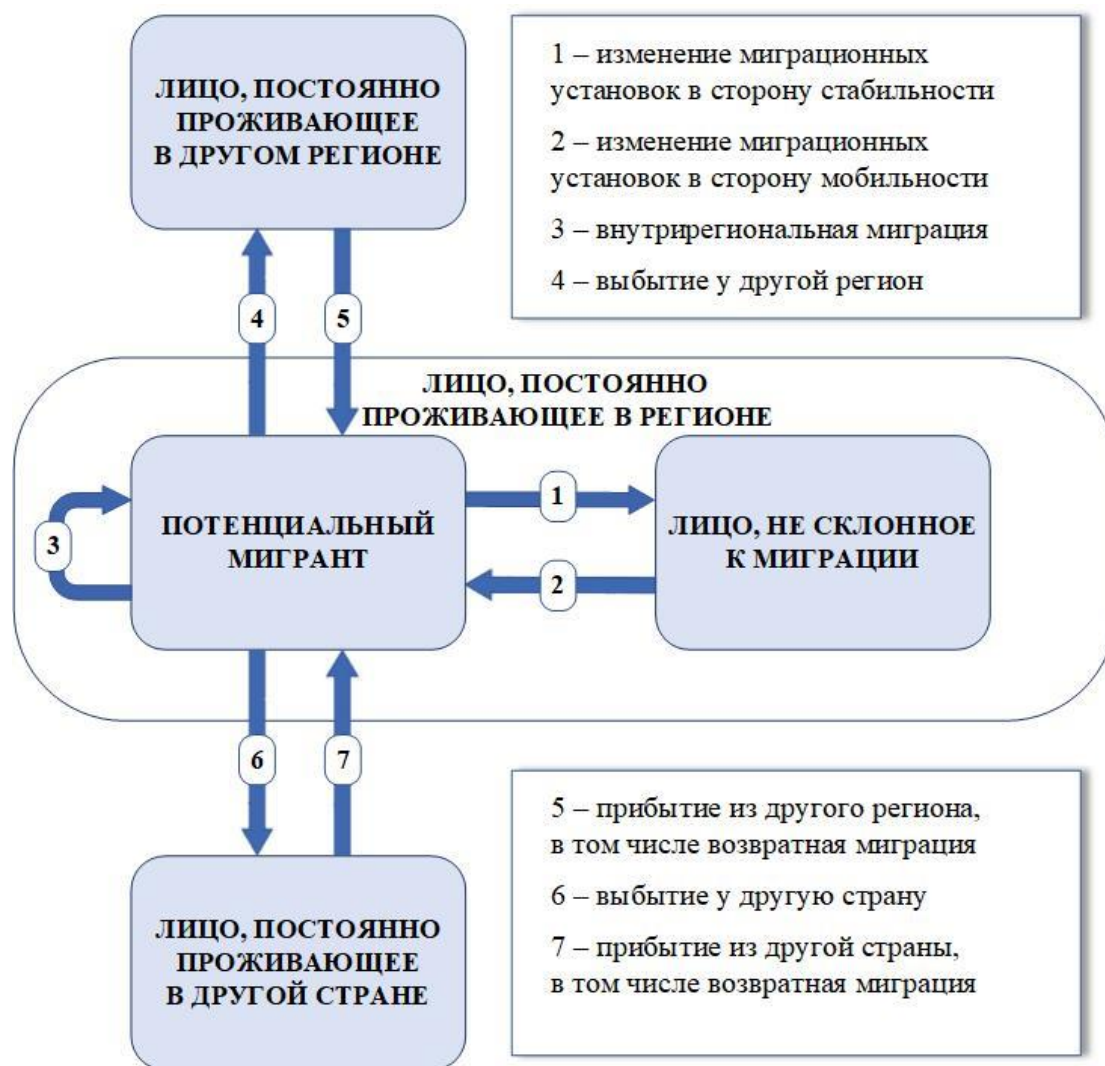 ЛИЦО, ПОСТОЯННО
ПРОЖИВАЮЩЕЕ
В ДРУГОМ РЕГИОНЕ
1 – изменение миграционных
установок в сторону стабильности
2 – изменение миграционных
установок в сторону мобильности
3 – внутрирегиональная миграция
4 – выбытие у другой регион
4
5
ЛИЦО, ПОСТОЯННО
ПРОЖИВАЮЩЕЕ В РЕГИОНЕ
3
ПОТЕНЦИАЛЬНЫЙ
МИГРАНТ
1
2
ЛИЦО, НЕ СКЛОННОЕ
К МИГРАЦИИ
6
7
ЛИЦО, ПОСТОЯННО
ПРОЖИВАЮЩЕЕ
В ДРУГОЙ СТРАНЕ
5 – прибытие из другого региона,
в том числе возвратная миграция
6 – выбытие у другую страну
7 – прибытие из другой страны,
в том числе возвратная миграция